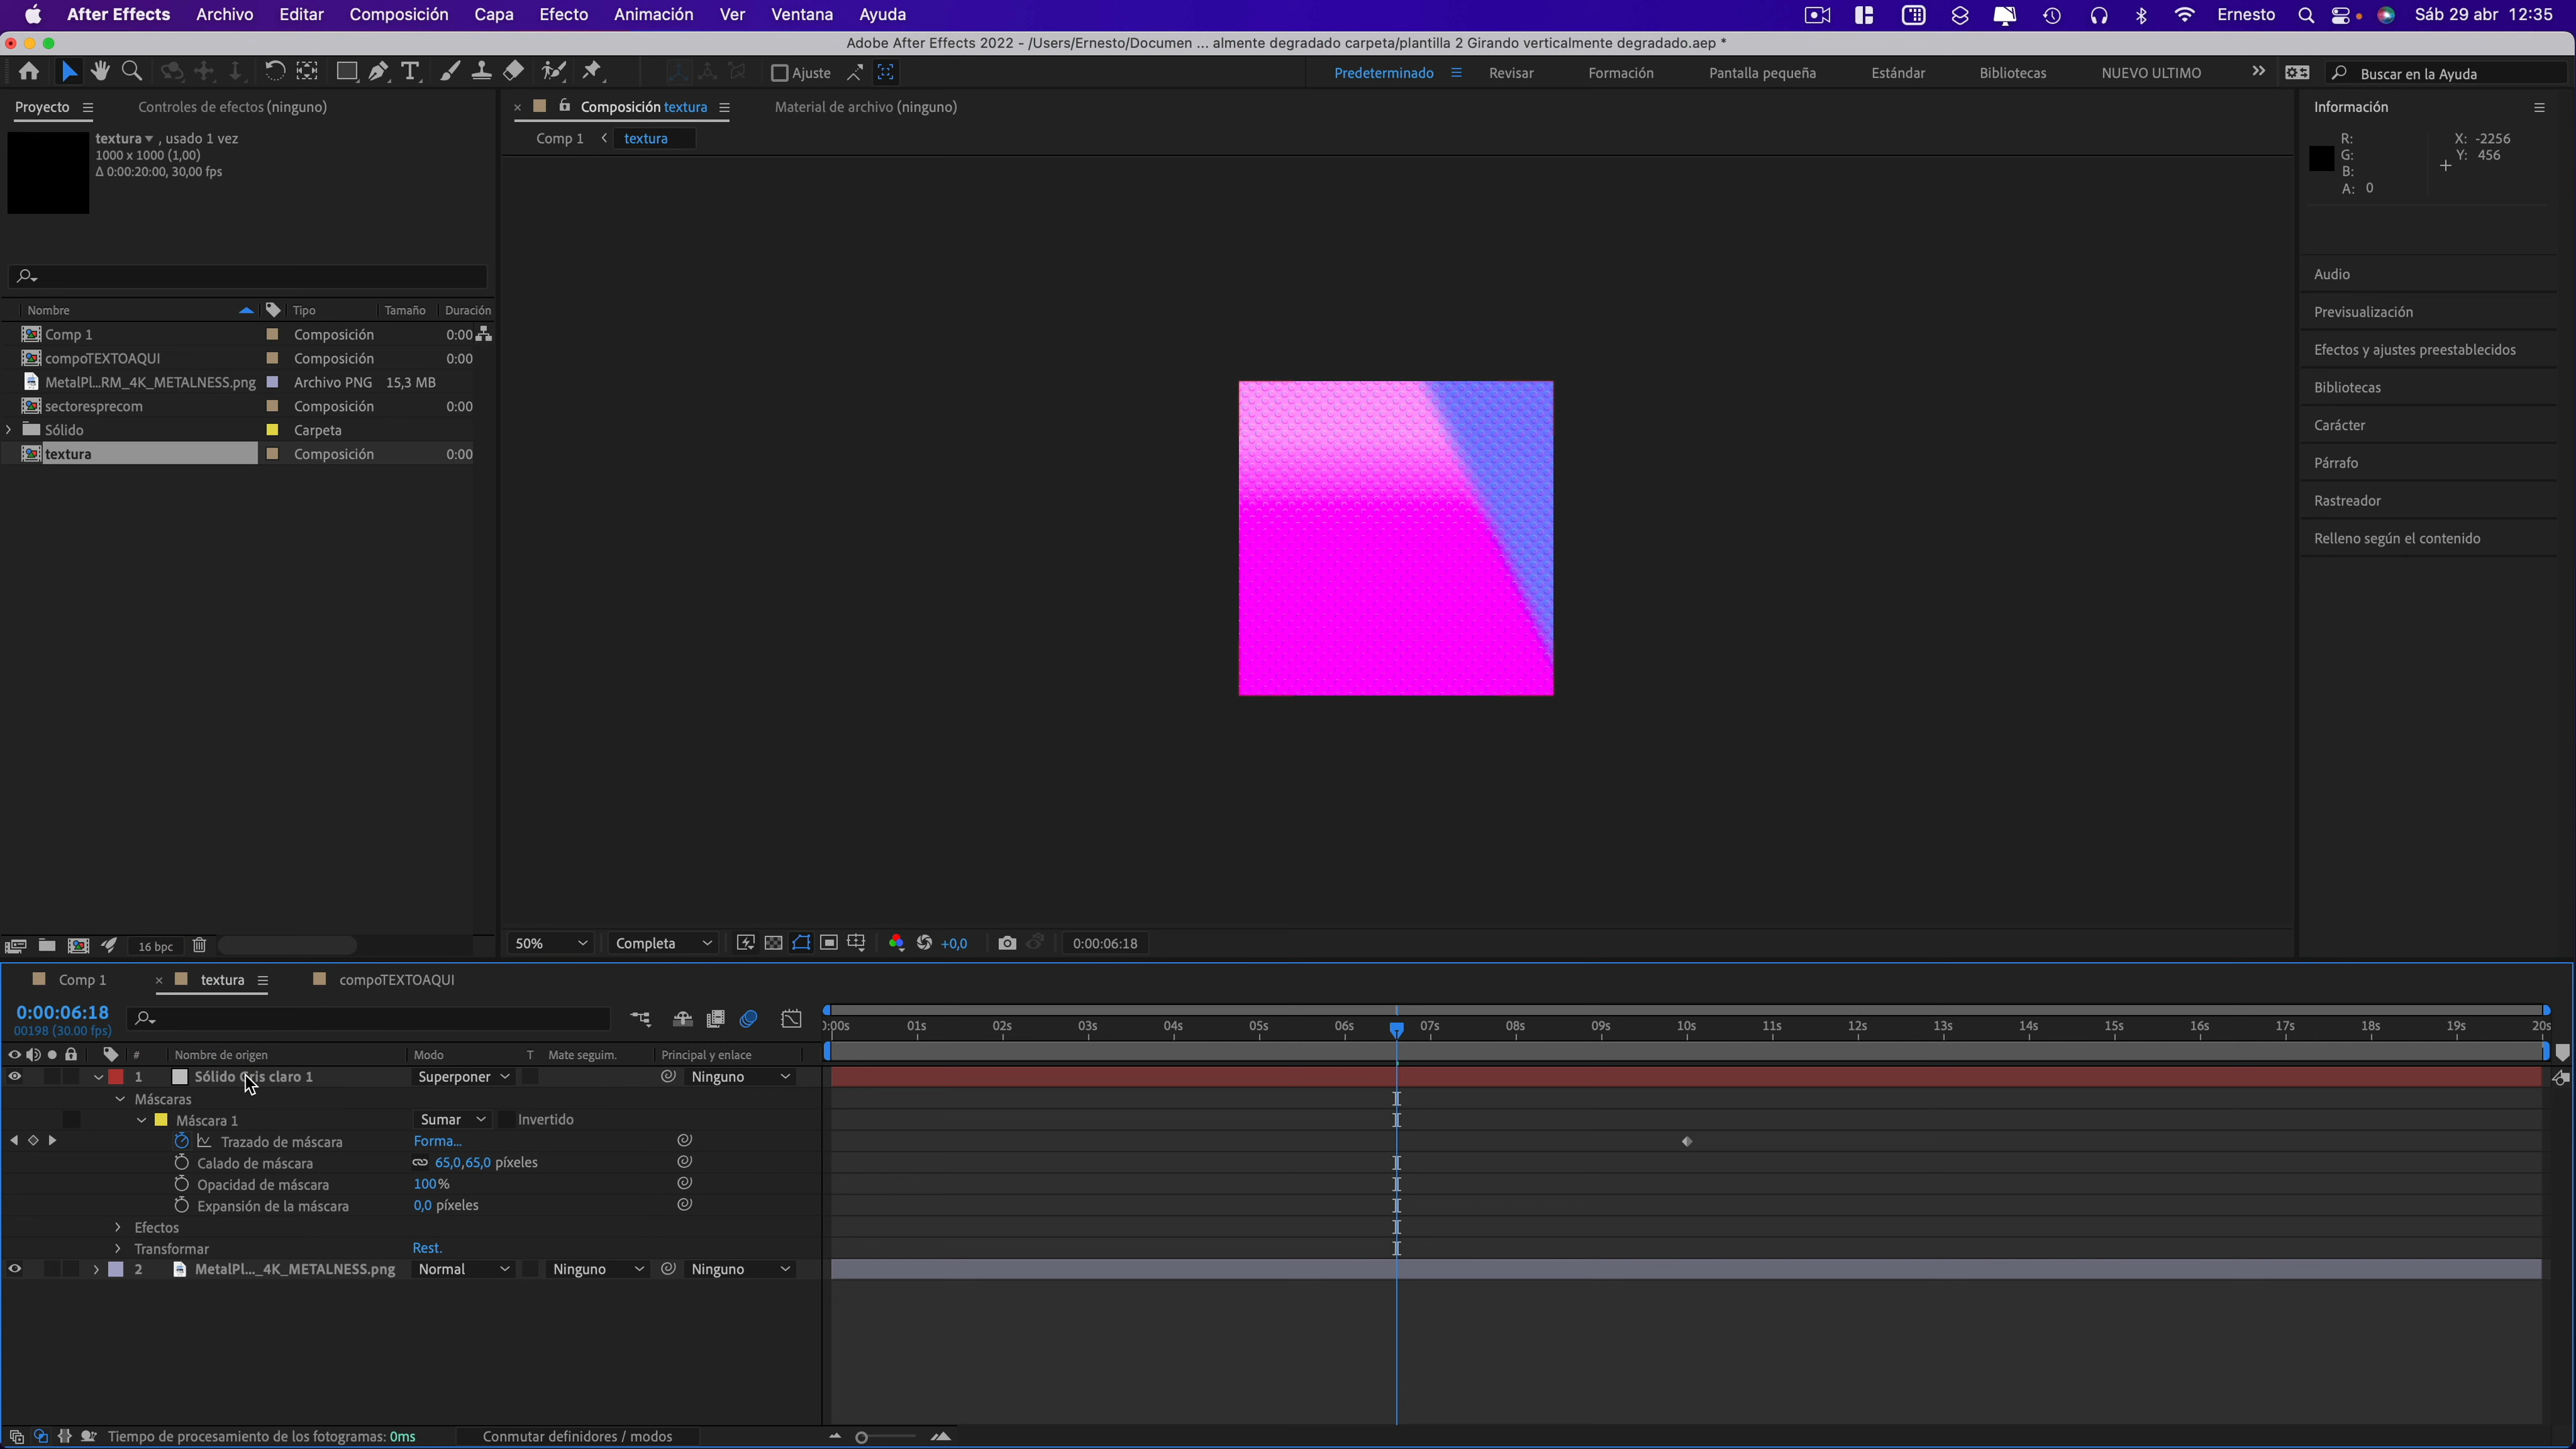 After Effects Archivo Editar Composición Capa Efecto Animación Ver Ventana Ayuda Ernesto Sáb 29 abr 12:35
Adobe After Effects 2022 - /Users/Ernesto/Documen ... almente degradado carpeta/plantilla 2 Girando verticalmente degradado.aep *
Ajuste Predeterminado Revisar Formación Pantalla pequeña Estándar Bibliotecas NUEVO ULTIMO Buscar en la Ayuda
Proyecto Controles de efectos (ninguno) Composición textura Material de archivo (ninguno) Información
textura , usado 1 vez
1000 x 1000 (1,00)
Δ 0:00:20:00, 30,00 fps
Comp 1 textura
R: X: -2256
G: Y: 456
B:
A: 0
Audio
Previsualización
Efectos y ajustes preestablecidos
Bibliotecas
Carácter
Párrafo
Rastreador
Relleno según el contenido
Nombre Tipo Tamaño Duración
Comp 1 Composición 0:00
compoTEXTOAQUI Composición 0:00
MetalPl...RM_4K_METALNESS.png Archivo PNG 15,3 MB
sectoresprecom Composición 0:00
Sólido Carpeta
textura Composición 0:00
16 bpc 50% Completa +0,0 0:00:06:18
Comp 1 textura compoTEXTOAQUI
0:00:06:18
00198 (30.00 fps)
):00s 01s 02s 03s 04s 05s 06s 07s 08s 09s 10s 11s 12s 13s 14s 15s 16s 17s 18s 19s 20s
# Nombre de origen Modo T Mate seguim. Principal y enlace
1 Sólido Gris claro 1 Superponer Ninguno
Máscaras
Máscara 1 Sumar Invertido
Trazado de máscara Forma...
Calado de máscara 65,0,65,0 píxeles
Opacidad de máscara 100%
Expansión de la máscara 0,0 píxeles
Efectos
Transformar Rest.
2 MetalPl..._4K_METALNESS.png Normal Ninguno Ninguno
Tiempo de procesamiento de los fotogramas: 0ms Conmutar definidores / modos